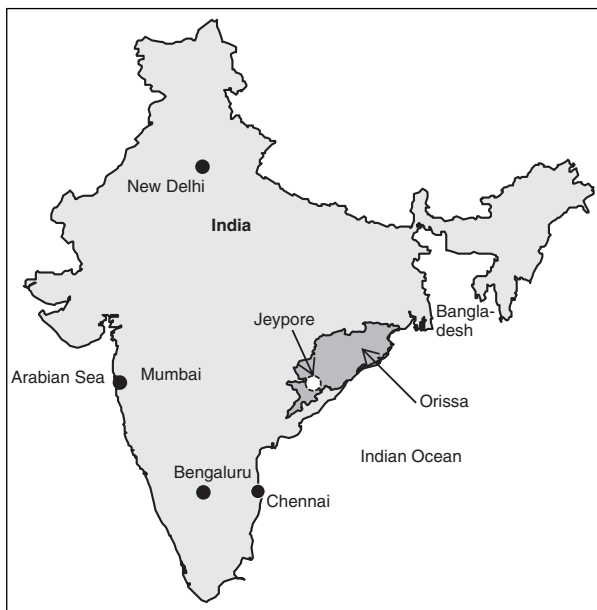 New Delhi
India
Bangla-
desh
Jeypore
Arabian Sea
Mumbai
Orissa
Indian Ocean
Bengaluru
Chennai